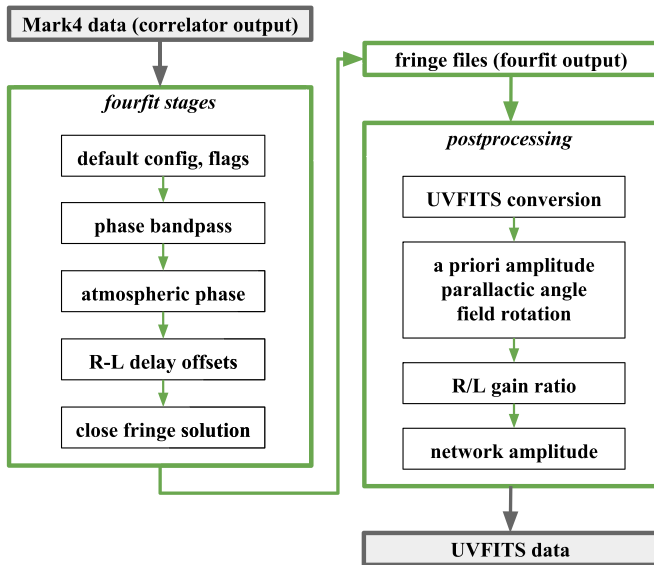 Mark4 data (correlator output)
fourfit stages
default config, flags
phase bandpass
atmospheric phase
R-L delay offsets
close fringe solution
fringe files (fourfit output)
postprocessing
UVFITS conversion
a priori amplitude
parallactic angle
field rotation
R/L gain ratio
network amplitude
UVFITS data